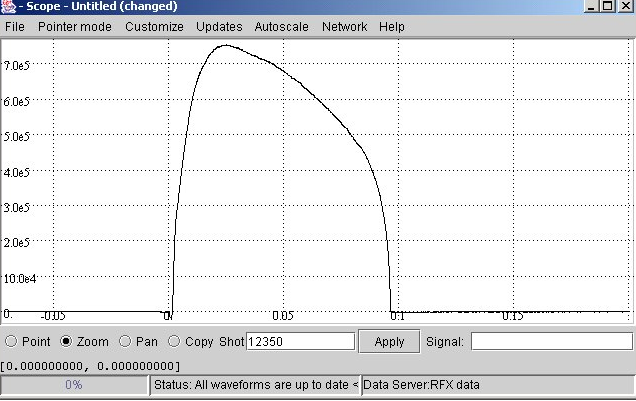 - Scope - Untitled (changed)
File Pointer mode Customize Updates Autoscale Network Help
7.0e5
6.0e5
5.0e5
4.0e5
3.0e5
2.0e5
10.0e4
0.
-0.05 0. 0.05 0.1 0.15
Point Zoom Pan Copy Shot 12350 Apply Signal:
[0.000000000, 0.000000000]
0% Status: All waveforms are up to date < Data Server:RFX data